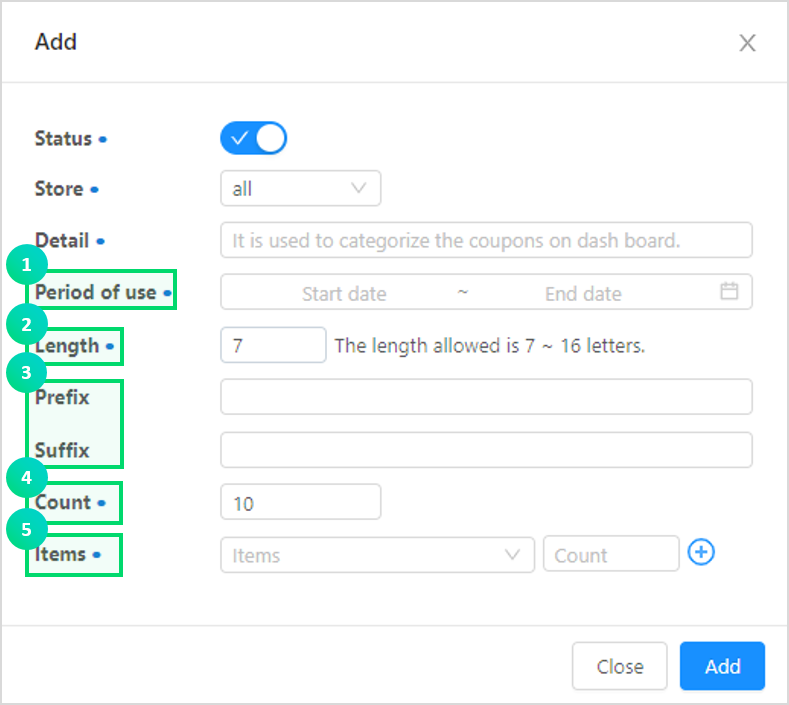 Add
Status
Store all
Detail It is used to categorize the coupons on dash board.
1
Period of use Start date ~ End date
2
Length 7 The length allowed is 7 ~ 16 letters.
3
Prefix
Suffix
4
Count 10
5
Items Items Count
Close Add